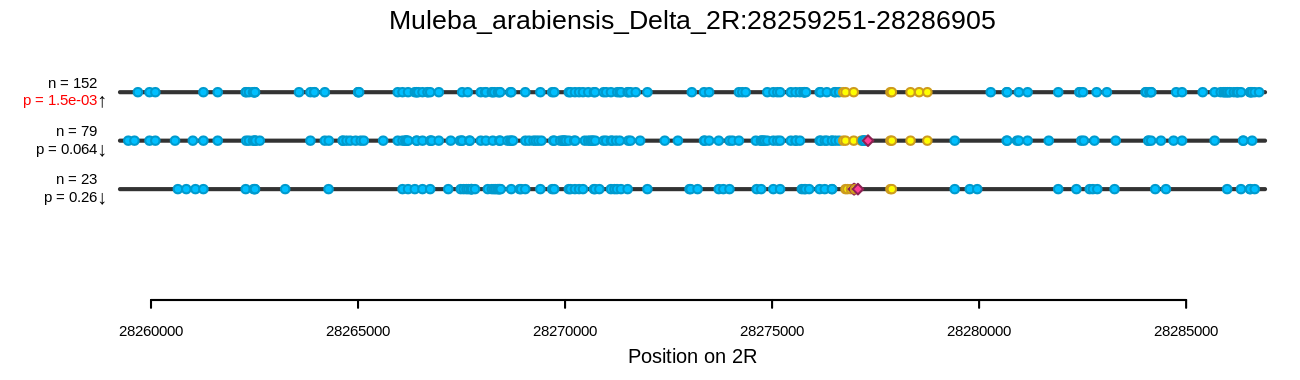 Muleba_arabiensis_Delta_2R:28259251-28286905
n = 152
p = 1.5e-03↑
n = 79
p = 0.064↓
n = 23
p = 0.26↓
28260000 28265000 28270000 28275000 28280000 28285000
Position on 2R